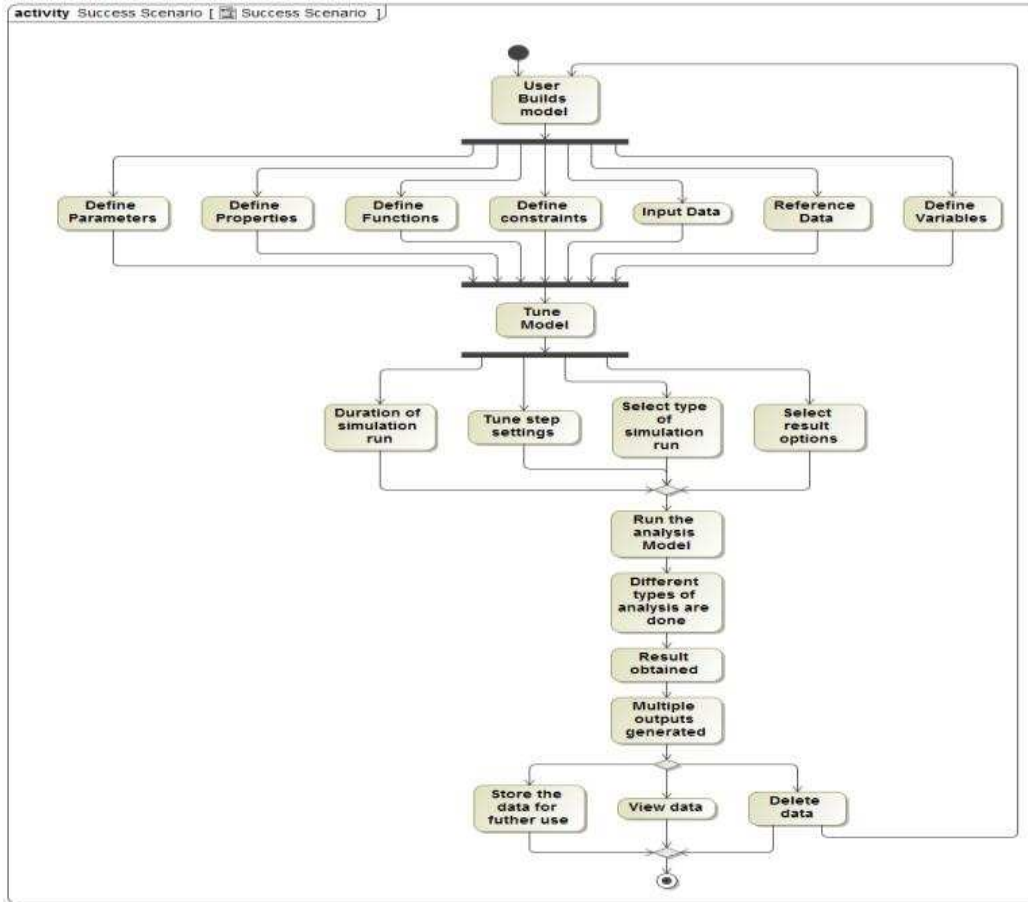 activity Success Scenario [ Success Scenario ]
User
Builds
model
Define
Parameters
Define
Properties
Define
Functions
Define
constraints
Input Data
Reference
Data
Define
Variables
Tune
Model
Duration of
simulation
run
Tune step
settings
Select type
of
simulation
run
Select
result
options
Run the
analysis
Model
Different
types of
analysis are
done
Result
obtained
Multiple
outputs
generated
Store the
data for
futher use
View data
Delete
data